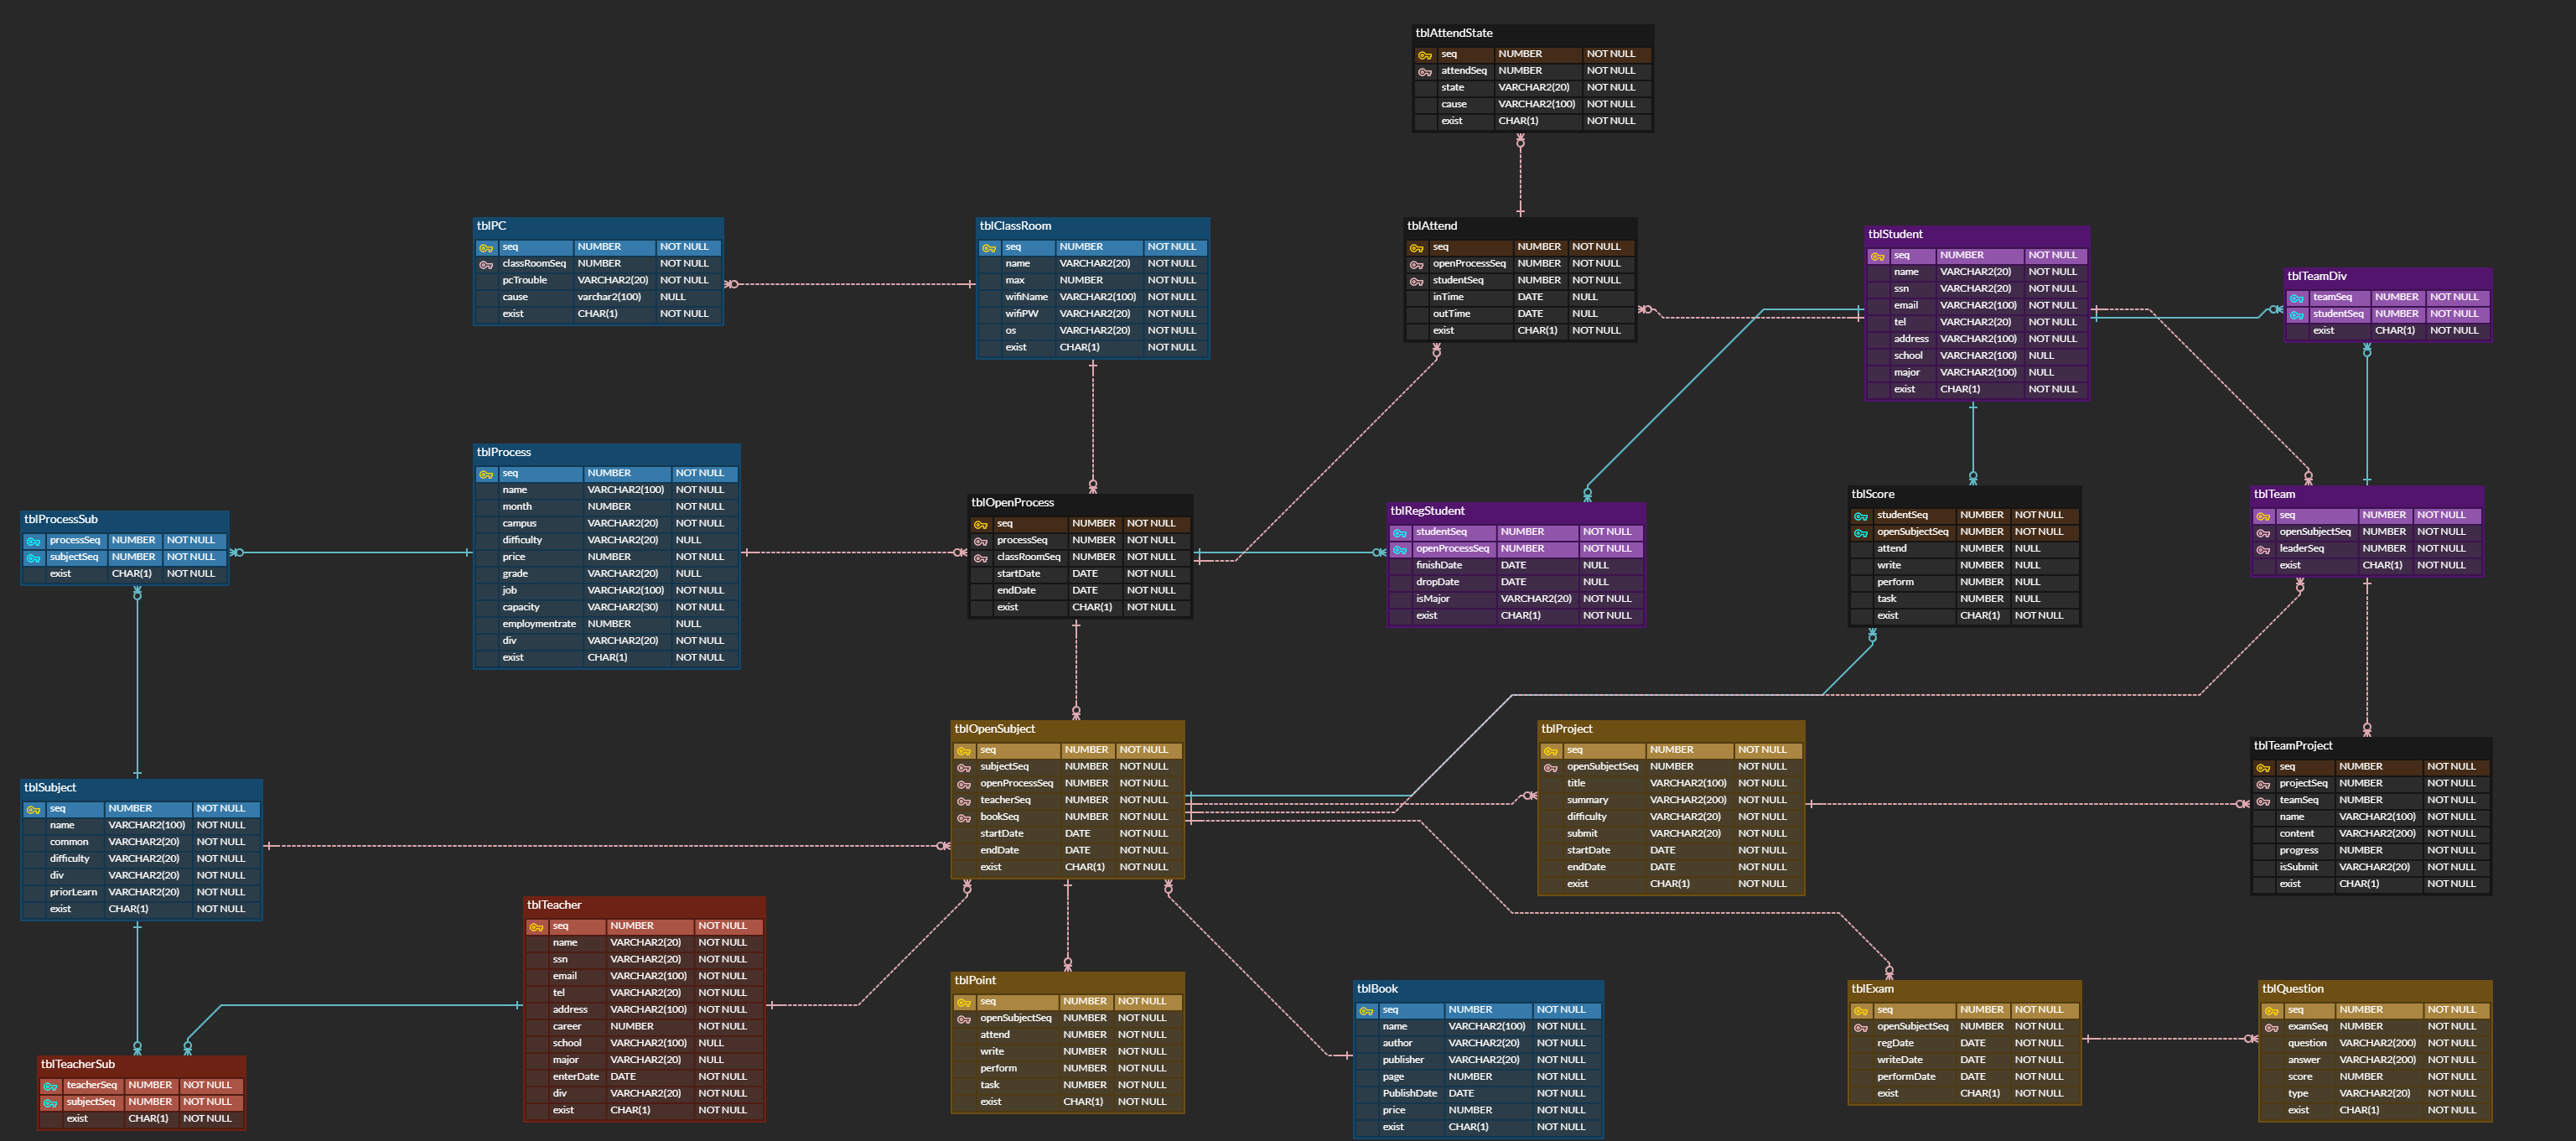 tblAttendState
seq NUMBER NOT NULL
attendSeq NUMBER NOT NULL
state VARCHAR2(20) NOT NULL
cause VARCHAR2(100) NOT NULL
exist CHAR(1) NOT NULL
tblPC
seq NUMBER NOT NULL
classRoomSeq NUMBER NOT NULL
pcTrouble VARCHAR2(20) NOT NULL
cause varchar2(100) NULL
exist CHAR(1) NOT NULL
tblClassRoom
seq NUMBER NOT NULL
name VARCHAR2(20) NOT NULL
max NUMBER NOT NULL
wifiName VARCHAR2(100) NOT NULL
wifiPW VARCHAR2(20) NOT NULL
os VARCHAR2(20) NOT NULL
exist CHAR(1) NOT NULL
tblAttend
seq NUMBER NOT NULL
openProcessSeq NUMBER NOT NULL
studentSeq NUMBER NOT NULL
inTime DATE NULL
outTime DATE NULL
exist CHAR(1) NOT NULL
tblStudent
seq NUMBER NOT NULL
name VARCHAR2(20) NOT NULL
ssn VARCHAR2(20) NOT NULL
email VARCHAR2(100) NOT NULL
tel VARCHAR2(20) NOT NULL
address VARCHAR2(100) NOT NULL
school VARCHAR2(100) NULL
major VARCHAR2(100) NULL
exist CHAR(1) NOT NULL
tblTeamDiv
teamSeq NUMBER NOT NULL
studentSeq NUMBER NOT NULL
exist CHAR(1) NOT NULL
tblProcessSub
processSeq NUMBER NOT NULL
subjectSeq NUMBER NOT NULL
exist CHAR(1) NOT NULL
tblProcess
seq NUMBER NOT NULL
name VARCHAR2(100) NOT NULL
month NUMBER NOT NULL
campus VARCHAR2(20) NOT NULL
difficulty VARCHAR2(20) NULL
price NUMBER NOT NULL
grade VARCHAR2(20) NULL
job VARCHAR2(100) NOT NULL
capacity VARCHAR2(30) NOT NULL
employmentrate NUMBER NULL
div VARCHAR2(20) NOT NULL
exist CHAR(1) NOT NULL
tblOpenProcess
seq NUMBER NOT NULL
processSeq NUMBER NOT NULL
classRoomSeq NUMBER NOT NULL
startDate DATE NOT NULL
endDate DATE NOT NULL
exist CHAR(1) NOT NULL
tblRegStudent
studentSeq NUMBER NOT NULL
openProcessSeq NUMBER NOT NULL
finishDate DATE NULL
dropDate DATE NULL
isMajor VARCHAR2(20) NOT NULL
exist CHAR(1) NOT NULL
tblScore
studentSeq NUMBER NOT NULL
openSubjectSeq NUMBER NOT NULL
attend NUMBER NULL
write NUMBER NULL
perform NUMBER NULL
task NUMBER NULL
exist CHAR(1) NOT NULL
tblTeam
seq NUMBER NOT NULL
openSubjectSeq NUMBER NOT NULL
leaderSeq NUMBER NOT NULL
exist CHAR(1) NOT NULL
tblSubject
seq NUMBER NOT NULL
name VARCHAR2(100) NOT NULL
common VARCHAR2(20) NOT NULL
difficulty VARCHAR2(20) NOT NULL
div VARCHAR2(20) NOT NULL
priorLearn VARCHAR2(20) NOT NULL
exist CHAR(1) NOT NULL
tblOpenSubject
seq NUMBER NOT NULL
subjectSeq NUMBER NOT NULL
openProcessSeq NUMBER NOT NULL
teacherSeq NUMBER NOT NULL
bookSeq NUMBER NOT NULL
startDate DATE NOT NULL
endDate DATE NOT NULL
exist CHAR(1) NOT NULL
tblProject
seq NUMBER NOT NULL
openSubjectSeq NUMBER NOT NULL
title VARCHAR2(100) NOT NULL
summary VARCHAR2(200) NOT NULL
difficulty VARCHAR2(20) NOT NULL
submit VARCHAR2(20) NOT NULL
startDate DATE NOT NULL
endDate DATE NOT NULL
exist CHAR(1) NOT NULL
tblTeamProject
seq NUMBER NOT NULL
projectSeq NUMBER NOT NULL
teamSeq NUMBER NOT NULL
name VARCHAR2(100) NOT NULL
content VARCHAR2(200) NOT NULL
progress NUMBER NOT NULL
isSubmit VARCHAR2(20) NOT NULL
exist CHAR(1) NOT NULL
tblTeacher
seq NUMBER NOT NULL
name VARCHAR2(20) NOT NULL
ssn VARCHAR2(20) NOT NULL
email VARCHAR2(100) NOT NULL
tel VARCHAR2(20) NOT NULL
address VARCHAR2(100) NOT NULL
career NUMBER NOT NULL
school VARCHAR2(100) NULL
major VARCHAR2(20) NULL
enterDate DATE NOT NULL
div VARCHAR2(20) NOT NULL
exist CHAR(1) NOT NULL
tblTeacherSub
teacherSeq NUMBER NOT NULL
subjectSeq NUMBER NOT NULL
exist CHAR(1) NOT NULL
tblPoint
seq NUMBER NOT NULL
openSubjectSeq NUMBER NOT NULL
attend NUMBER NOT NULL
write NUMBER NOT NULL
perform NUMBER NOT NULL
task NUMBER NOT NULL
exist CHAR(1) NOT NULL
tblBook
seq NUMBER NOT NULL
name VARCHAR2(100) NOT NULL
author VARCHAR2(20) NOT NULL
publisher VARCHAR2(20) NOT NULL
page NUMBER NOT NULL
PublishDate DATE NOT NULL
price NUMBER NOT NULL
exist CHAR(1) NOT NULL
tblExam
seq NUMBER NOT NULL
openSubjectSeq NUMBER NOT NULL
regDate DATE NOT NULL
writeDate DATE NOT NULL
performDate DATE NOT NULL
exist CHAR(1) NOT NULL
tblQuestion
seq NUMBER NOT NULL
examSeq NUMBER NOT NULL
question VARCHAR2(200) NOT NULL
answer VARCHAR2(200) NOT NULL
score NUMBER NOT NULL
type VARCHAR2(20) NOT NULL
exist CHAR(1) NOT NULL